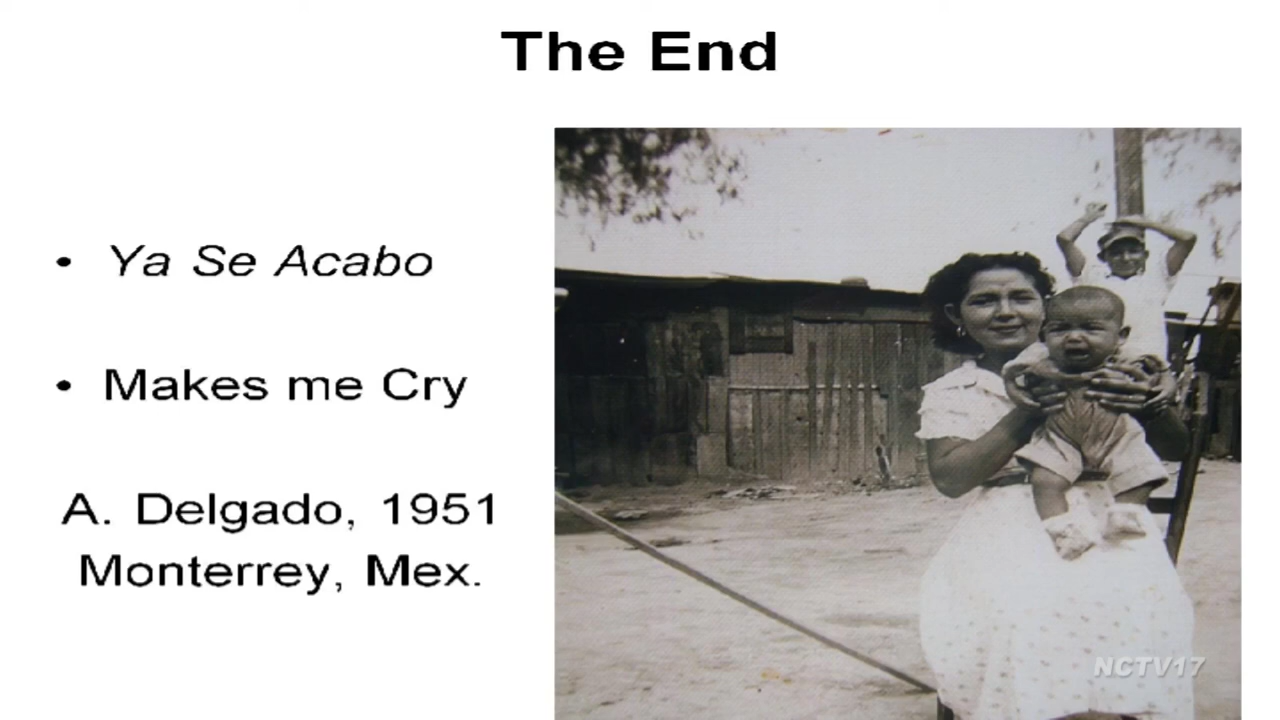 The End
• Ya Se Acabo
• Makes me Cry
A. Delgado, 1951
Monterrey, Mex.
NCTV17